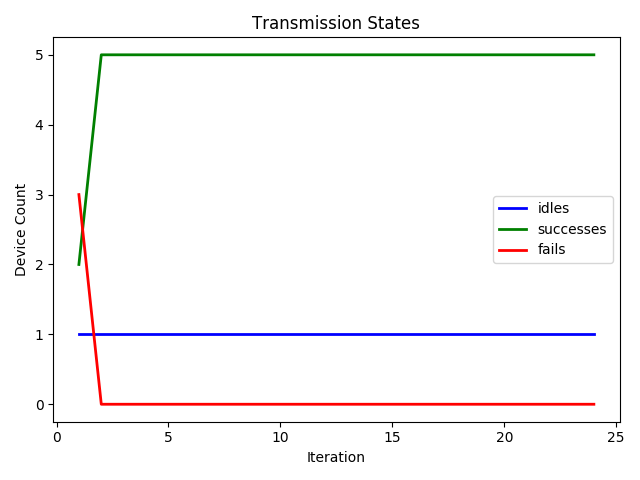 Transmission States
Device Count
5
4
3
2
1
0
idles
successes
fails
0 5 10 15 20 25
Iteration